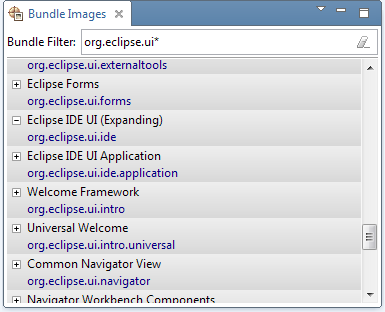 Bundle Images
Bundle Filter: org.eclipse.ui*
org.eclipse.ui.externaltools
Eclipse Forms
org.eclipse.ui.forms
Eclipse IDE UI (Expanding)
org.eclipse.ui.ide
Eclipse IDE UI Application
org.eclipse.ui.ide.application
Welcome Framework
org.eclipse.ui.intro
Universal Welcome
org.eclipse.ui.intro.universal
Common Navigator View
org.eclipse.ui.navigator
Navigator Workbench Components